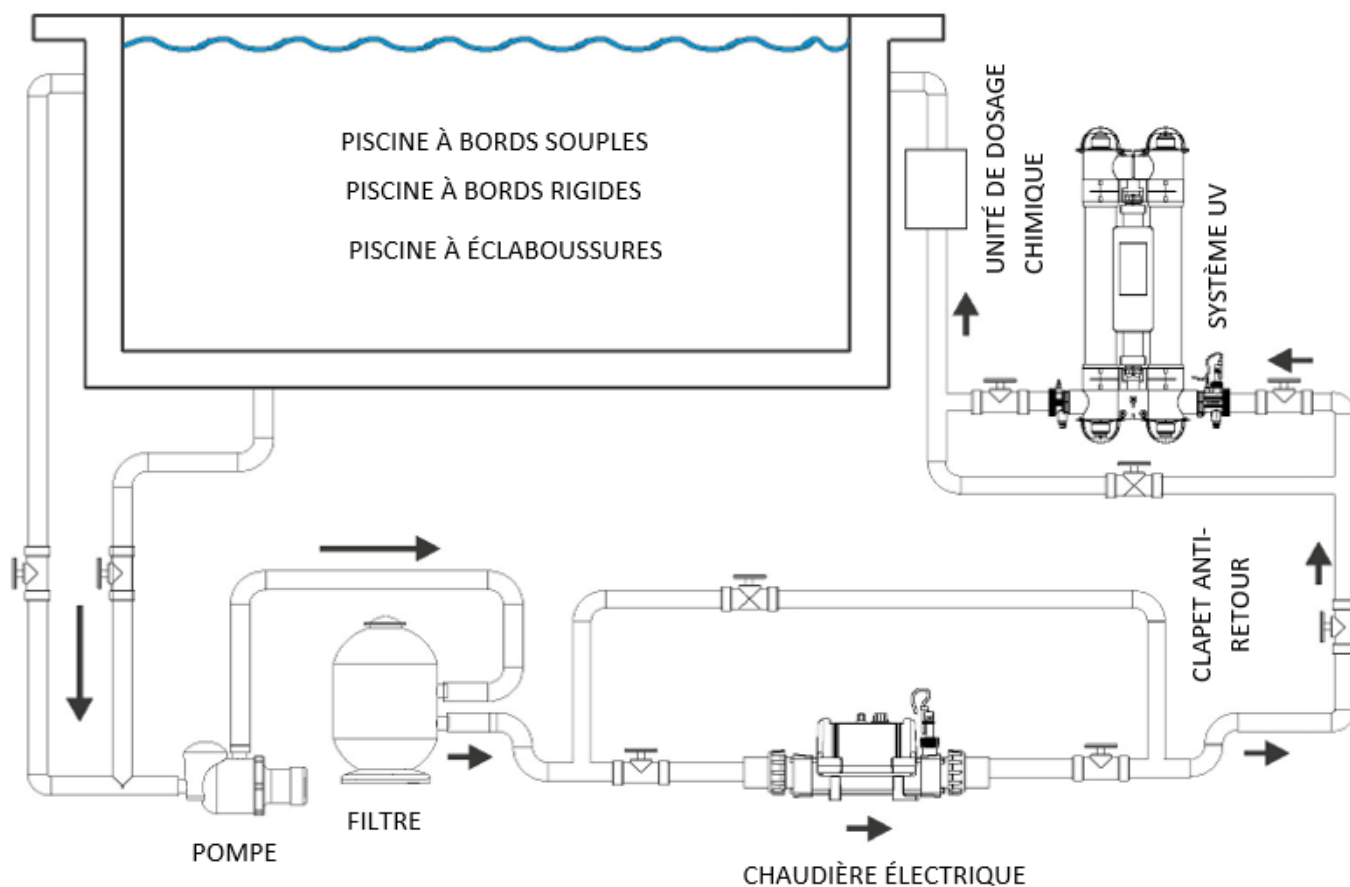 PISCINE À BORDS SOUPLES
PISCINE À BORDS RIGIDES
PISCINE À ÉCLABOUSSURES
UNITÉ DE DOSAGE
CHIMIQUE
SYSTÈME UV
CLAPET ANTI-
RETOUR
FILTRE
POMPE
CHAUDIÈRE ÉLECTRIQUE